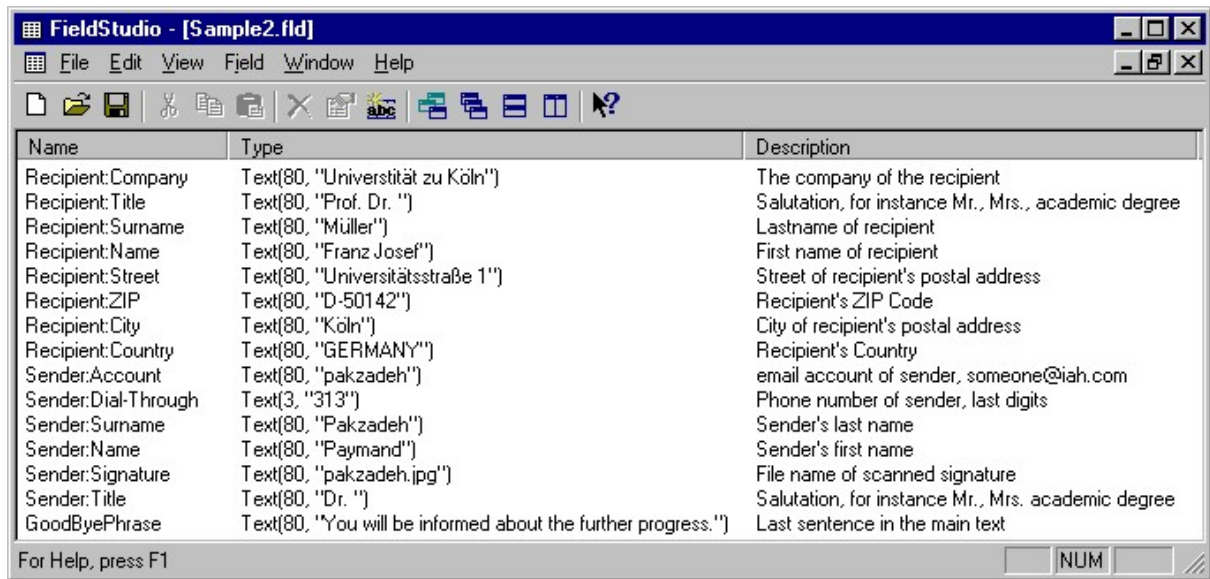 FieldStudio - [Sample2.fld]
File Edit View Field Window Help
abc
Name Type Description
Recipient:Company Text(80, "Universtität zu Köln") The company of the recipient
Recipient:Title Text(80, "Prof. Dr. ") Salutation, for instance Mr., Mrs., academic degree
Recipient:Surname Text(80, "Müller") Lastname of recipient
Recipient:Name Text(80, "Franz Josef") First name of recipient
Recipient:Street Text(80, "Universitätsstraße 1") Street of recipient's postal address
Recipient:ZIP Text(80, "D-50142") Recipient's ZIP Code
Recipient:City Text(80, "Köln") City of recipient's postal address
Recipient:Country Text(80, "GERMANY") Recipient's Country
Sender:Account Text(80, "pakzadeh") email account of sender, someone@iah.com
Sender:Dial-Through Text(3, "313") Phone number of sender, last digits
Sender:Surname Text(80, "Pakzadeh") Sender's last name
Sender:Name Text(80, "Paymand") Sender's first name
Sender:Signature Text(80, "pakzadeh.jpg") File name of scanned signature
Sender:Title Text(80, "Dr. ") Salutation, for instance Mr., Mrs. academic degree
GoodByePhrase Text(80, "You will be informed about the further progress.") Last sentence in the main text
For Help, press F1 NUM